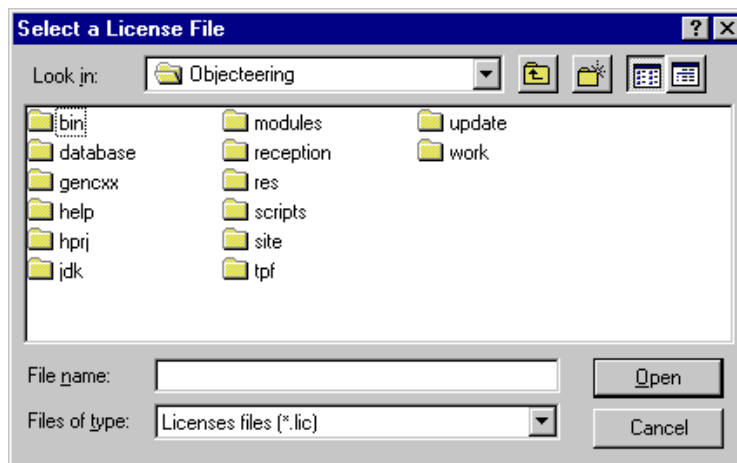 Select a License File
Look in: Objecteering
bin modules update
database reception work
gencxx res
help scripts
hprj site
jdk tpf
File name: Open
Files of type: Licenses files (*.lic) Cancel